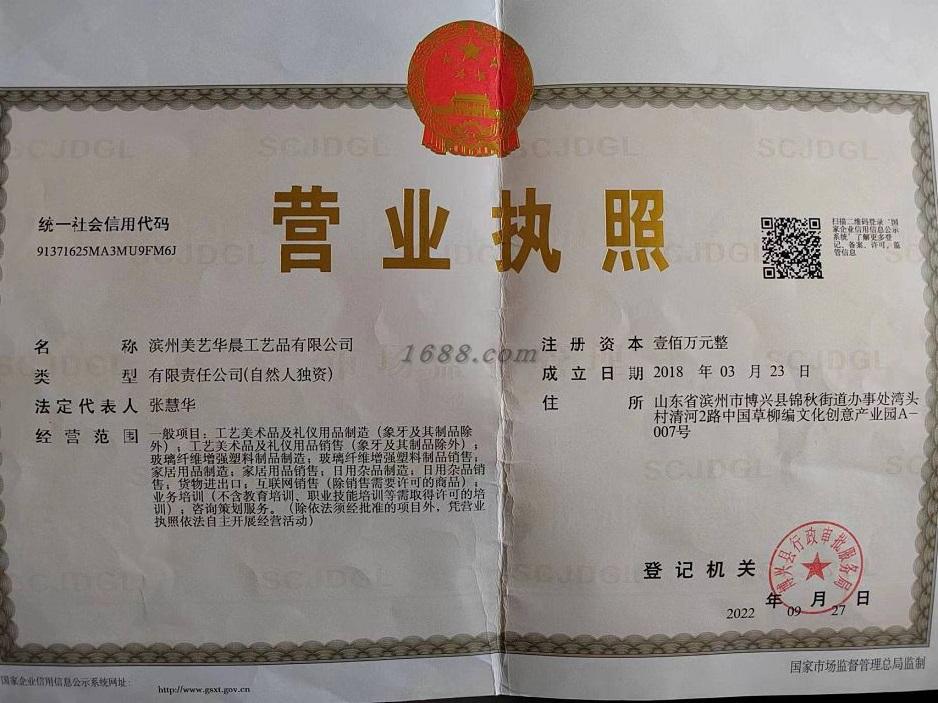 营业执照
统一社会信用代码
91371625MA3MU9FM6J
扫描二维码登录“国
家企业信用信息公示
系统”了解更多登
记、备案、许可、监
管信息
名称 滨州美艺华晨工艺品有限公司
类型 有限责任公司(自然人独资)
法定代表人 张慧华
经营范围 一般项目：工艺美术品及礼仪用品制造（象牙及其制品除
外）；工艺美术品及礼仪用品销售（象牙及其制品除外）；
玻璃纤维增强塑料制品制造；玻璃纤维增强塑料制品销售；
家居用品制造；家居用品销售；日用杂品制造；日用杂品销
售；货物进出口；互联网销售（除销售需要许可的商品）；
业务培训（不含教育培训、职业技能培训等需取得许可的培
训）；咨询策划服务。（除依法须经批准的项目外，凭营业
执照依法自主开展经营活动）
注册资本 壹佰万元整
成立日期 2018 年 03 月 23 日
住所 山东省滨州市博兴县锦秋街道办事处湾头
村清河2路中国草柳编文化创意产业园A-
007号
1688.com
登记机关
博兴县行政审批服务局
2022 年 09 月 27 日
国家企业信用信息公示系统网址：
http://www.gsxt.gov.cn
国家市场监督管理总局监制
SCJDGL
SCJDGL
SCJDGL
SCJDGL